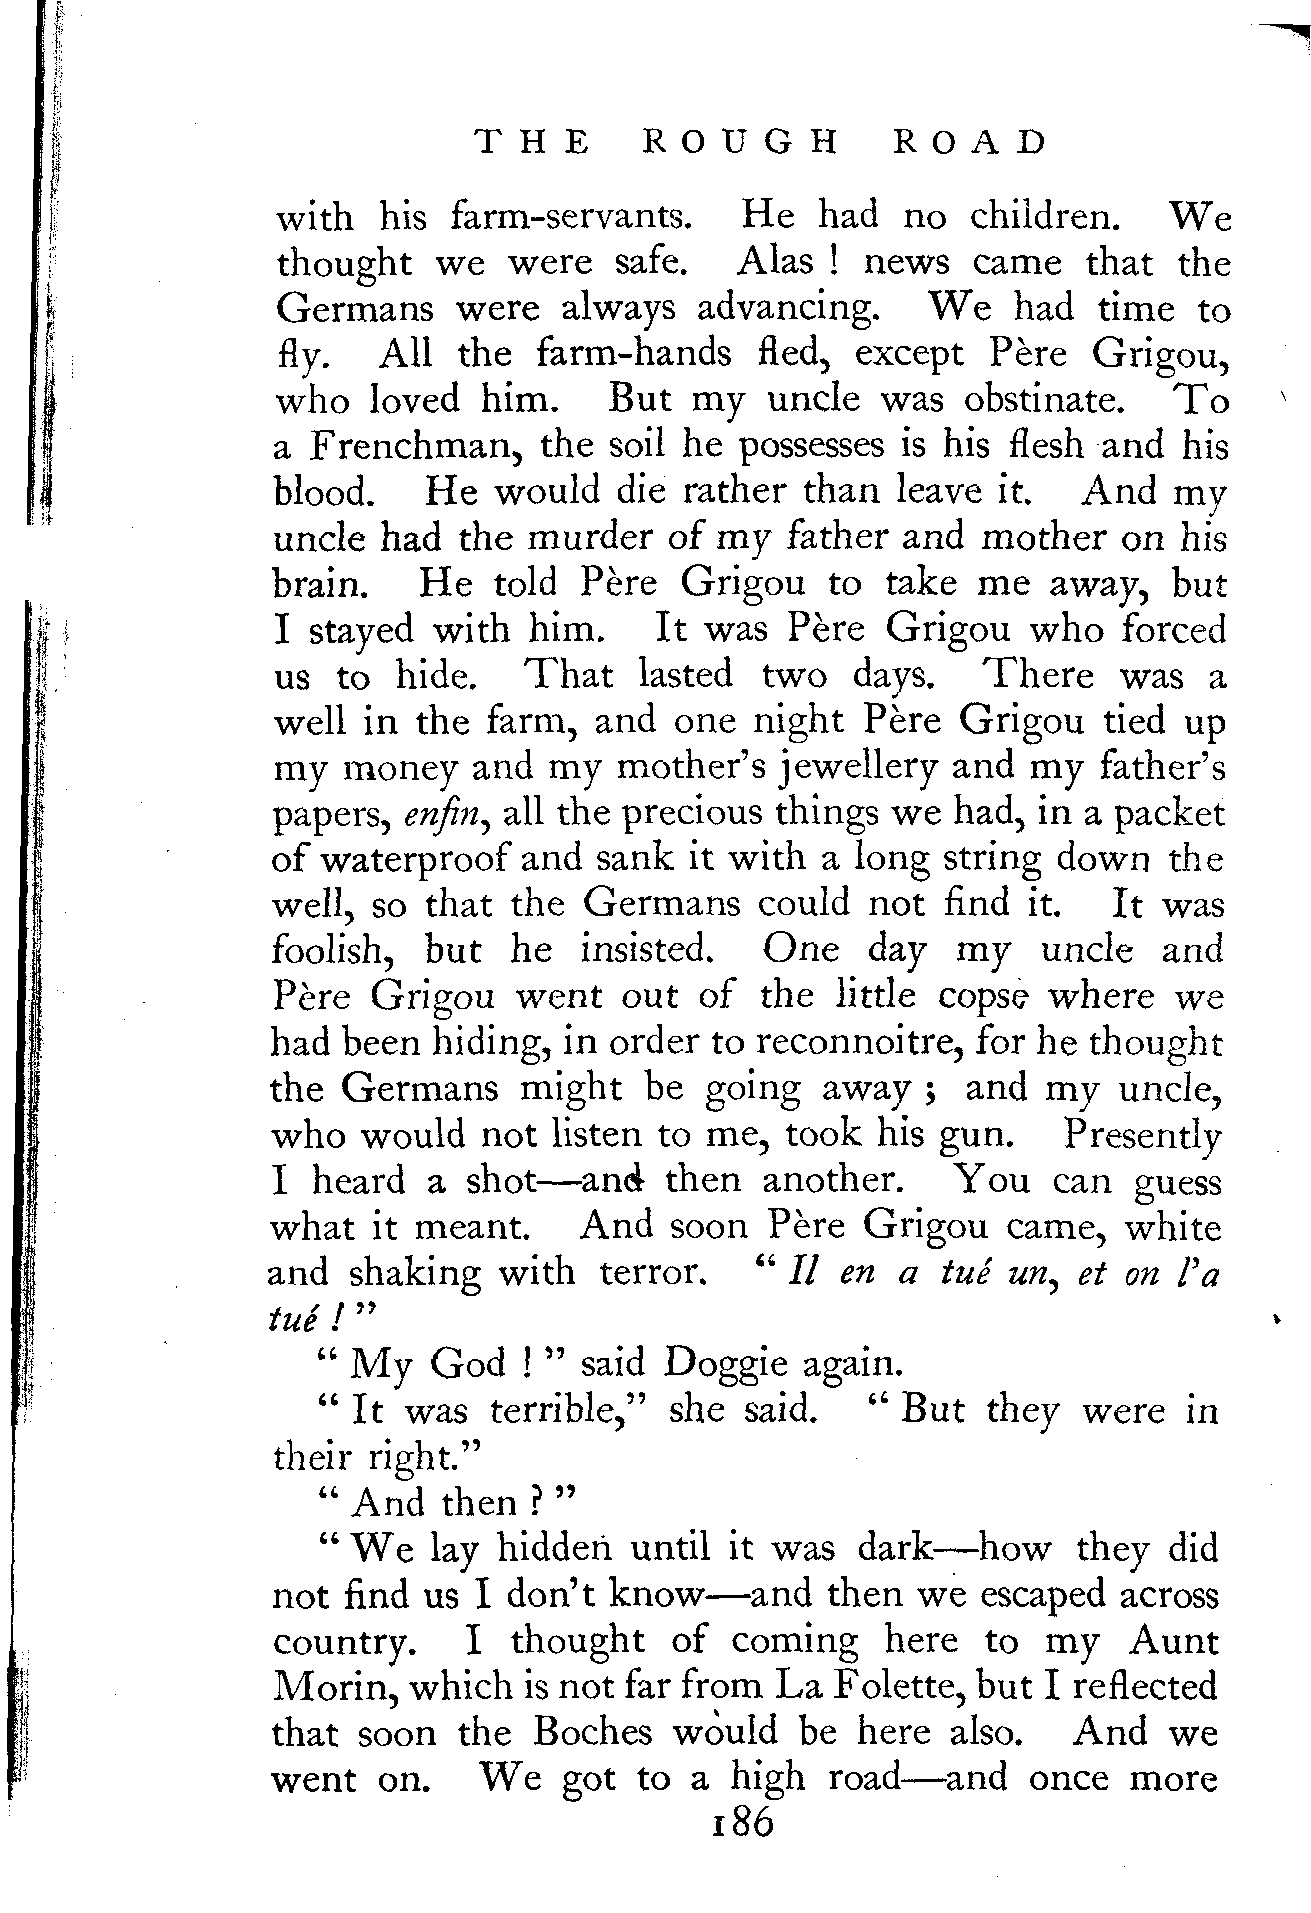 THE ROUGH ROAD
with his farm-servants. He had no children. We
thought we were safe. Alas ! news came that the
Germans were always advancing. We had time to
fly. All the farm-hands fled, except Père Grigou,
who loved him. But my uncle was obstinate. To
a Frenchman, the soil he possesses is his flesh and his
blood. He would die rather than leave it. And my
uncle had the murder of my father and mother on his
brain. He told Père Grigou to take me away, but
I stayed with him. It was Père Grigou who forced
us to hide. That lasted two days. There was a
well in the farm, and one night Père Grigou tied up
my money and my mother's jewellery and my father's
papers, enfin, all the precious things we had, in a packet
of waterproof and sank it with a long string down the
well, so that the Germans could not find it. It was
foolish, but he insisted. One day my uncle and
Père Grigou went out of the little copse where we
had been hiding, in order to reconnoitre, for he thought
the Germans might be going away ; and my uncle,
who would not listen to me, took his gun. Presently
I heard a shot—and then another. You can guess
what it meant. And soon Père Grigou came, white
and shaking with terror. “ Il en a tué un, et on l'a
tué ! ”
“ My God ! ” said Doggie again.
“ It was terrible,” she said. “ But they were in
their right.”
“ And then ? ”
“ We lay hidden until it was dark—how they did
not find us I don't know—and then we escaped across
country. I thought of coming here to my Aunt
Morin, which is not far from La Folette, but I reflected
that soon the Boches would be here also. And we
went on. We got to a high road—and once more
186